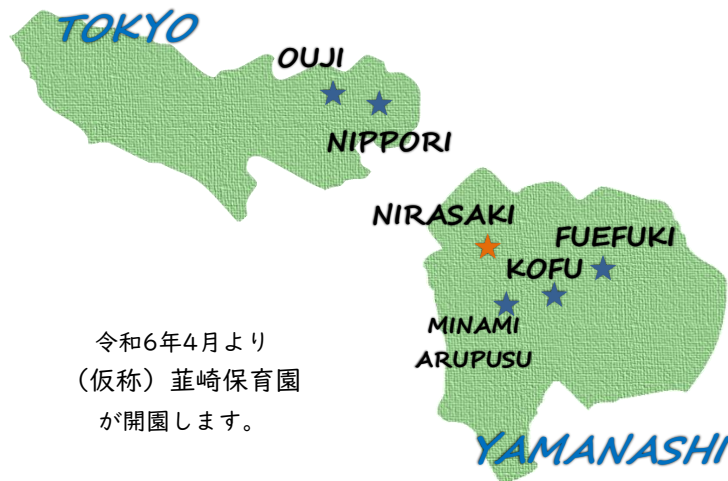 TOKYO
OUJI
NIPPORI
NIRASAKI
FUEFUKI
KOFU
MINAMI
ARUPUSU
令和6年4月より
（仮称）韮崎保育園
が開園します。
YAMANASHI